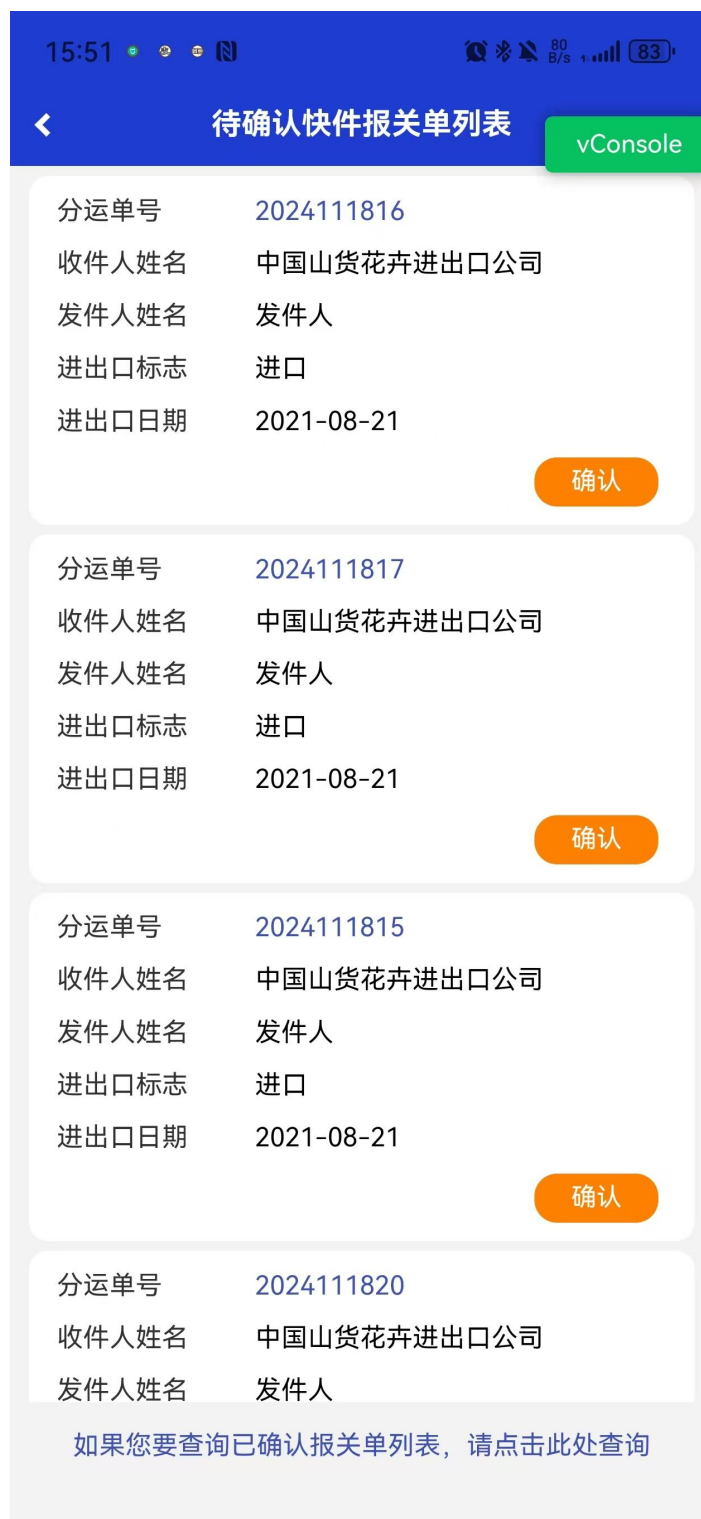 15:51 80 B/s 83
待确认快件报关单列表
vConsole
分运单号 2024111816
收件人姓名 中国山货花卉进出口公司
发件人姓名 发件人
进出口标志 进口
进出口日期 2021-08-21
确认
分运单号 2024111817
收件人姓名 中国山货花卉进出口公司
发件人姓名 发件人
进出口标志 进口
进出口日期 2021-08-21
确认
分运单号 2024111815
收件人姓名 中国山货花卉进出口公司
发件人姓名 发件人
进出口标志 进口
进出口日期 2021-08-21
确认
分运单号 2024111820
收件人姓名 中国山货花卉进出口公司
发件人姓名 发件人
如果您要查询已确认报关单列表，请点击此处查询